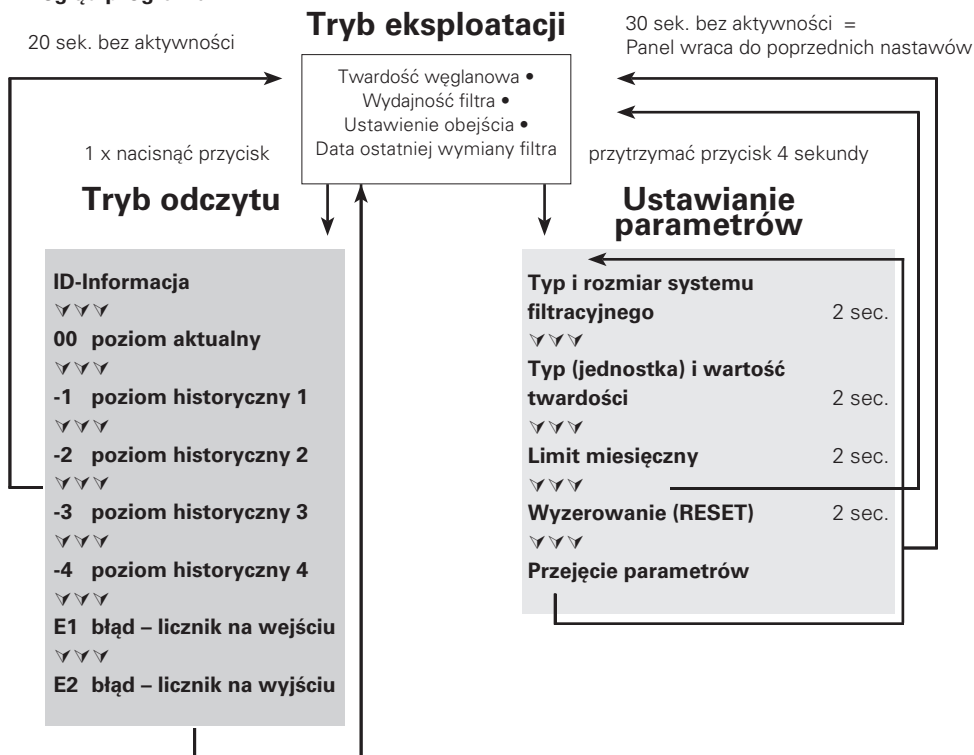 Tryb eksploatacji
20 sek. bez aktywności
30 sek. bez aktywności =
Panel wraca do poprzednich nastawów
Twardość węglanowa •
Wydajność filtra •
Ustawienie obejścia •
Data ostatniej wymiany filtra
1 x nacisnąć przycisk
przytrzymać przycisk 4 sekundy
Tryb odczytu
ID-Informacja
00 poziom aktualny
-1 poziom historyczny 1
-2 poziom historyczny 2
-3 poziom historyczny 3
-4 poziom historyczny 4
E1 błąd – licznik na wejściu
E2 błąd – licznik na wyjściu
Ustawianie
parametrów
Typ i rozmiar systemu
filtracyjnego 2 sec.
Typ (jednostka) i wartość
twardości 2 sec.
Limit miesięczny 2 sec.
Wyzerowanie (RESET) 2 sec.
Przejęcie parametrów